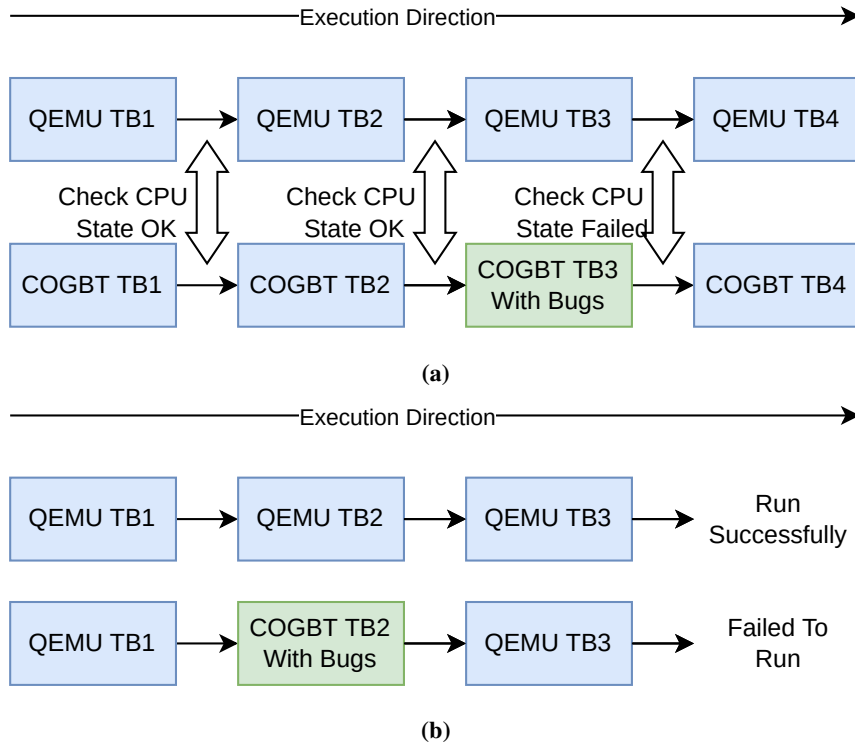 Execution Direction
QEMU TB1
QEMU TB2
QEMU TB3
QEMU TB4
Check CPU
State OK
Check CPU
State OK
Check CPU
State Failed
COGBT TB1
COGBT TB2
COGBT TB3
With Bugs
COGBT TB4
(a)
Execution Direction
QEMU TB1
QEMU TB2
QEMU TB3
Run
Successfully
QEMU TB1
COGBT TB2
With Bugs
QEMU TB3
Failed To
Run
(b)